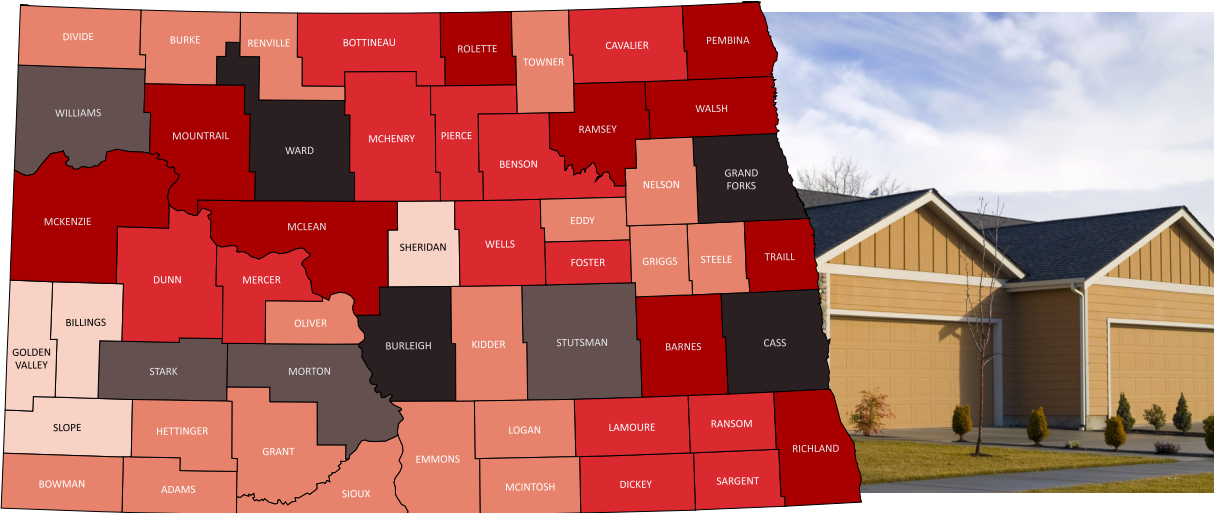 DIVIDE
BURKE
RENVILLE
BOTTINEAU
ROLETTE
TOWNER
CAVALIER
PEMBINA
WILLIAMS
MOUNTRAIL
WARD
MCHENRY
PIERCE
BENSON
RAMSEY
WALSH
NELSON
GRAND
FORKS
MCKENZIE
MCLEAN
SHERIDAN
WELLS
EDDY
FOSTER
GRIGGS
STEELE
TRAILL
DUNN
MERCER
OLIVER
BILLINGS
GOLDEN
VALLEY
STARK
MORTON
BURLEIGH
KIDDER
STUTSMAN
BARNES
CASS
SLOPE
HETTINGER
GRANT
EMMONS
LOGAN
LAMOURE
RANSOM
RICHLAND
BOWMAN
ADAMS
SIOUX
MCINTOSH
DICKEY
SARGENT